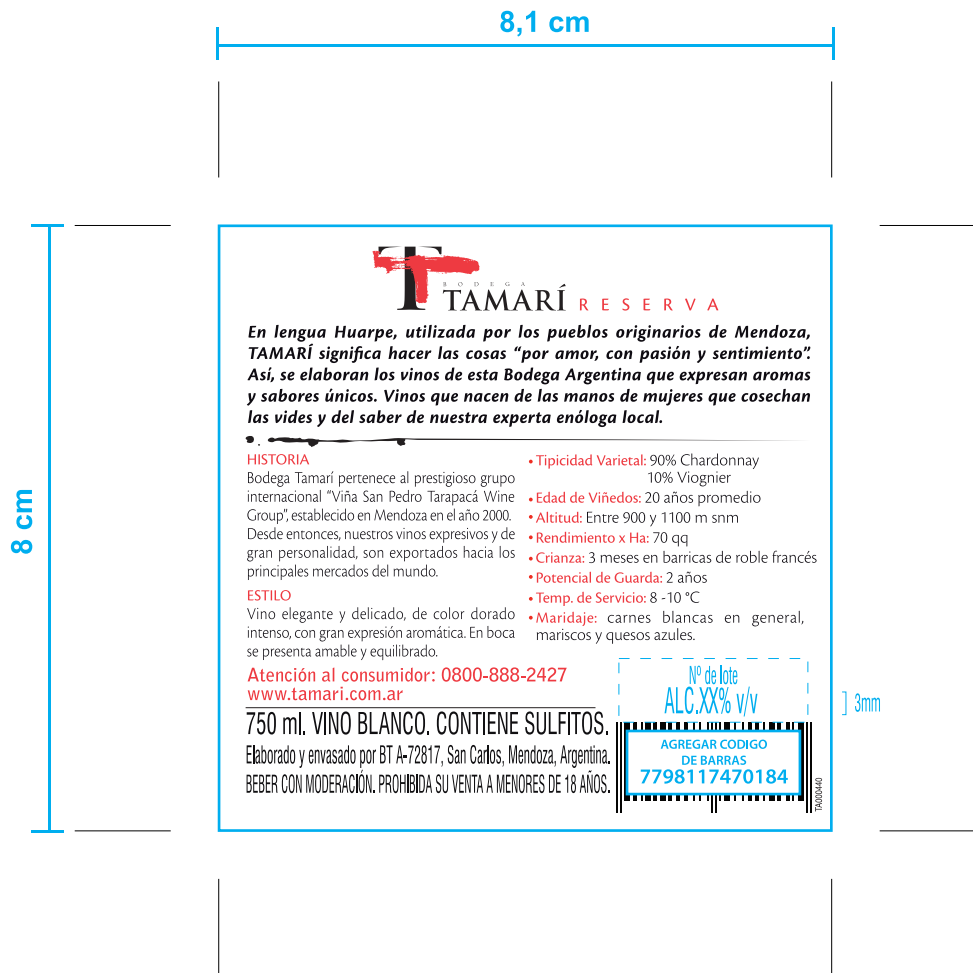 8,1 cm
8 cm
BODEGA
TAMARÍ RESERVA
En lengua Huarpe, utilizada por los pueblos originarios de Mendoza,
TAMARÍ significa hacer las cosas “por amor, con pasión y sentimiento”.
Así, se elaboran los vinos de esta Bodega Argentina que expresan aromas
y sabores únicos. Vinos que nacen de las manos de mujeres que cosechan
las vides y del saber de nuestra experta enóloga local.
HISTORIA
Bodega Tamarí pertenece al prestigioso grupo
internacional “Viña San Pedro Tarapacá Wine
Group”, establecido en Mendoza en el año 2000.
Desde entonces, nuestros vinos expresivos y de
gran personalidad, son exportados hacia los
principales mercados del mundo.
ESTILO
Vino elegante y delicado, de color dorado
intenso, con gran expresión aromática. En boca
se presenta amable y equilibrado.
• Tipicidad Varietal: 90% Chardonnay
10% Viognier
• Edad de Viñedos: 20 años promedio
• Altitud: Entre 900 y 1100 m snm
• Rendimiento x Ha: 70 qq
• Crianza: 3 meses en barricas de roble francés
• Potencial de Guarda: 2 años
• Temp. de Servicio: 8 -10 °C
• Maridaje: carnes blancas en general,
mariscos y quesos azules.
Atención al consumidor: 0800-888-2427
www.tamari.com.ar
750 ml. VINO BLANCO. CONTIENE SULFITOS.
Elaborado y envasado por BT A-72817, San Carlos, Mendoza, Argentina.
BEBER CON MODERACIÓN. PROHIBIDA SU VENTA A MENORES DE 18 AÑOS.
Nº de lote
ALC.XX% v/v
3mm
AGREGAR CODIGO
DE BARRAS
7798117470184
TA000440